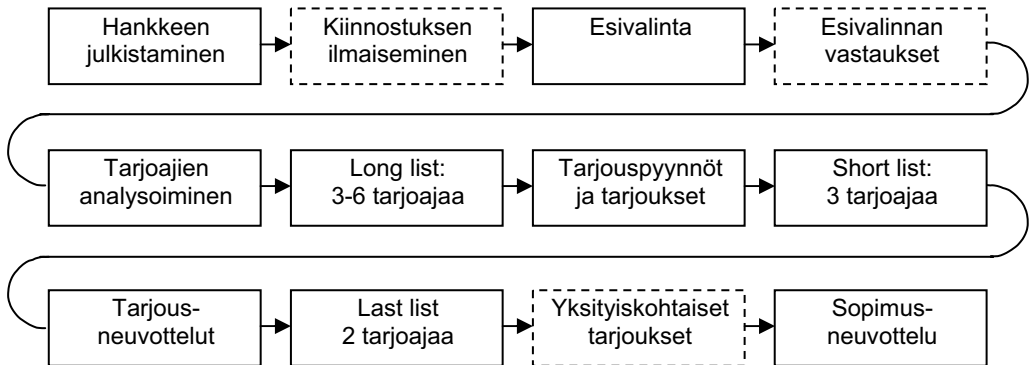 Hankkeen
julkistaminen
Kiinnostuksen
ilmaiseminen
Esivalinta
Esivalinnan
vastaukset
Tarjoajien
analysoiminen
Long list:
3-6 tarjoajaa
Tarjouspyynnöt
ja tarjoukset
Short list:
3 tarjoajaa
Tarjous-
neuvottelut
Last list
2 tarjoajaa
Yksityiskohtaiset
tarjoukset
Sopimus-
neuvottelu